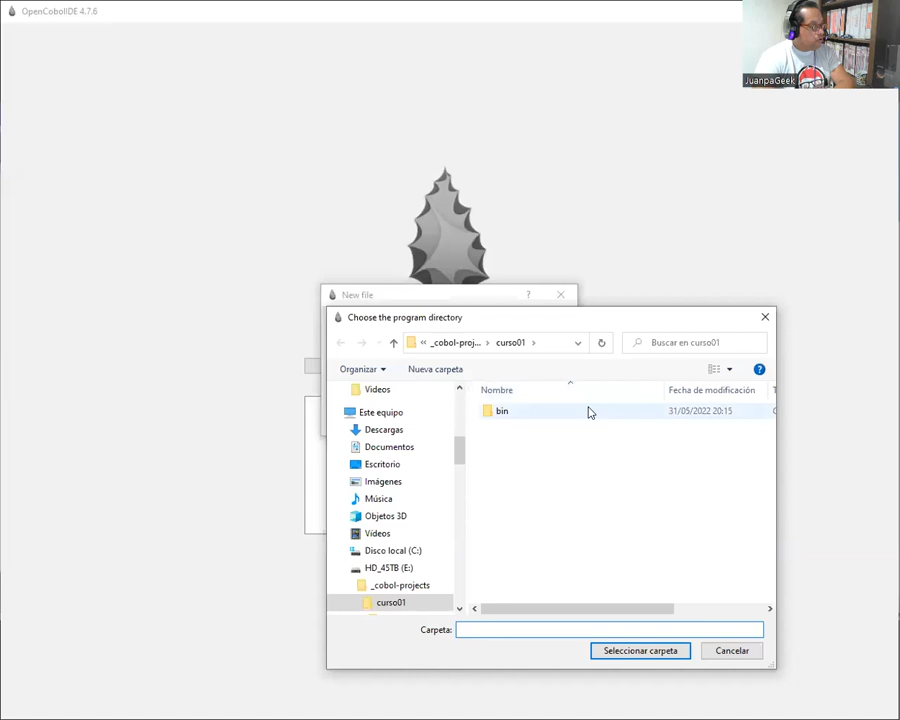 OpenCobolIDE 4.7.6
JuanpaGeek
New file
?
Choose the program directory
« _cobol-proj... › curso01 ›
Buscar en curso01
Organizar
Nueva carpeta
?
Videos
Este equipo
Descargas
Documentos
Escritorio
Imágenes
Música
Objetos 3D
Vídeos
Disco local (C:)
HD_45TB (E:)
_cobol-projects
curso01
Nombre
Fecha de modificación
T
bin
31/05/2022 20:15
Carpeta:
Seleccionar carpeta
Cancelar